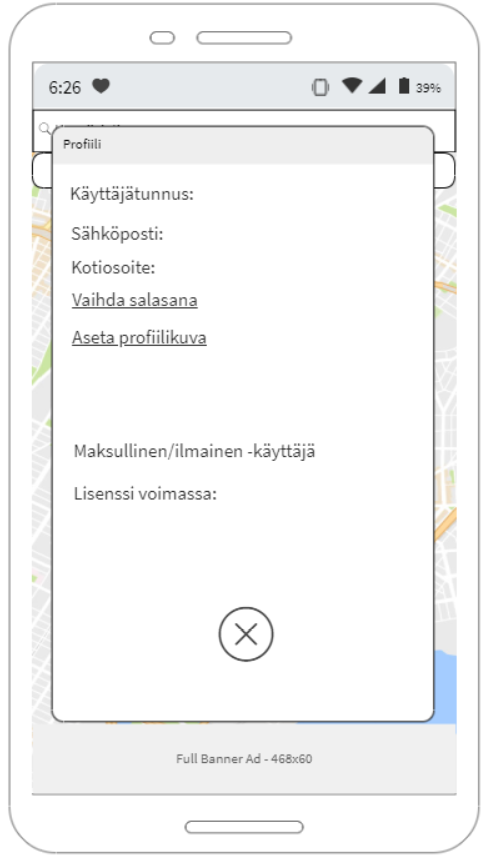 6:26
39%
Profiili
Käyttäjätunnus:
Sähköposti:
Kotiosoite:
Vaihda salasana
Aseta profiilikuva
Maksullinen/ilmainen -käyttäjä
Lisenssi voimassa:
Full Banner Ad - 468x60